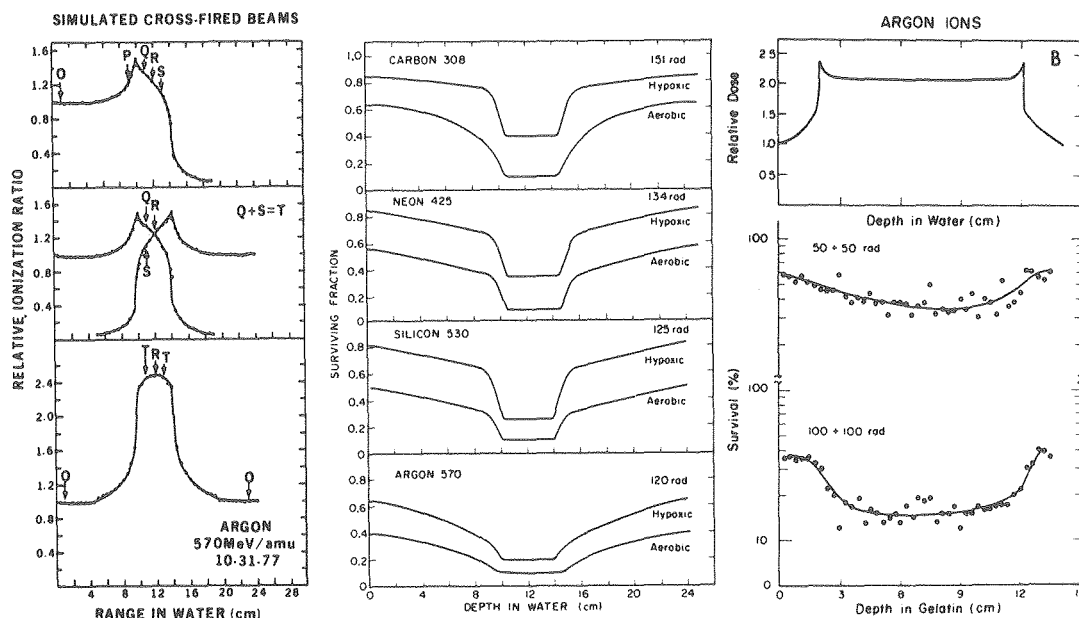 SIMULATED CROSS-FIRED BEAMS
RELATIVE IONIZATION RATIO
1.6
1.2
0.8
0.4
O
P
Q
R
S
1.6
1.2
0.8
0.4
Q
R
S
Q+S=T
2.4
2.0
1.6
1.2
0.8
0.4
T R T
O
O
ARGON
570MeV/amu
10·31·77
0 4 8 12 16 20 24 28
RANGE IN WATER (cm)
SURVIVING FRACTION
CARBON 308
151 rad
Hypoxic
Aerobic
1.0
0.8
0.6
0.4
0.2
0
NEON 425
134 rad
Hypoxic
Aerobic
0.8
0.6
0.4
0.2
0
SILICON 530
125 rad
Hypoxic
Aerobic
0.8
0.6
0.4
0.2
0
ARGON 570
120 rad
Hypoxic
Aerobic
0.8
0.6
0.4
0.2
0
0 4 8 12 16 20 24
DEPTH IN WATER (cm)
ARGON IONS
B
Relative Dose
2.5
2.0
1.5
1.0
0.5
Depth in Water (cm)
Survival (%)
100
50 + 50 rad
100
100 + 100 rad
10
0
0 3 6 9 12
Depth in Gelatin (cm)